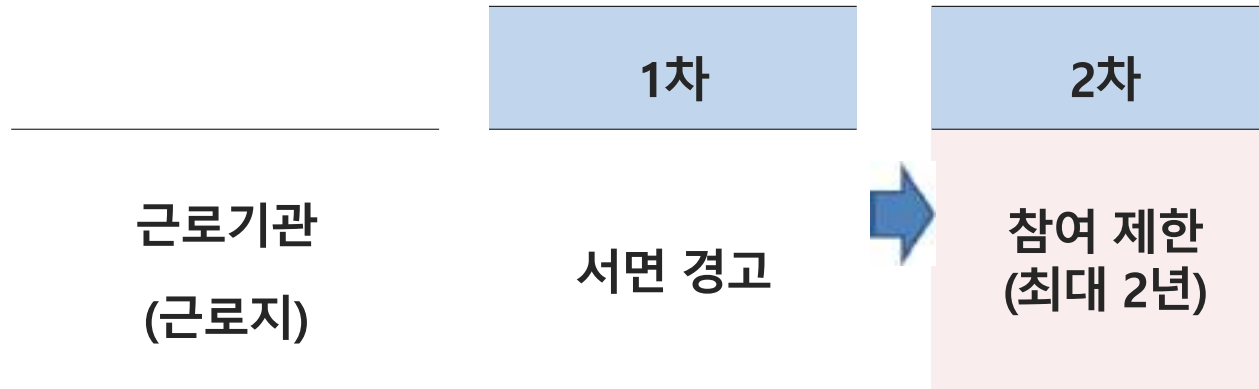 1차
2차
근로기관
(근로지)
서면 경고
참여 제한
(최대 2년)